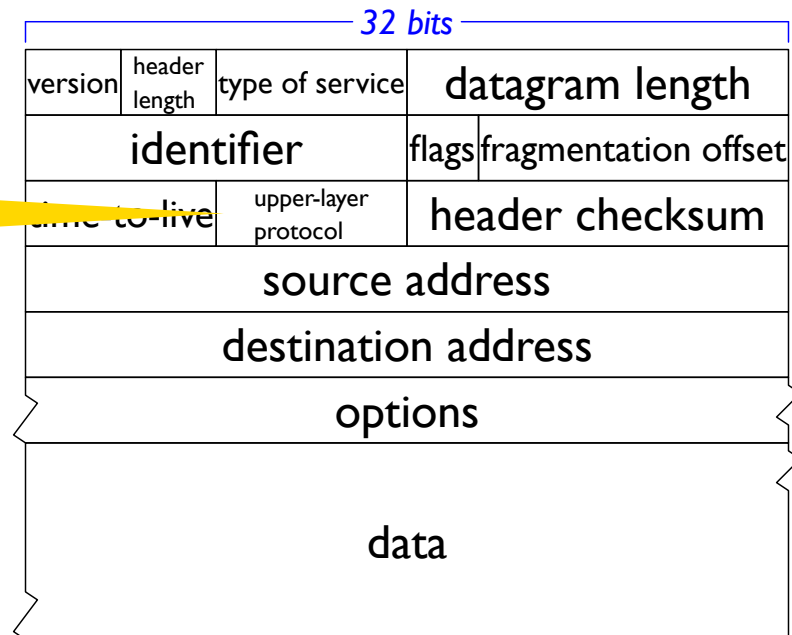 32 bits
version header length type of service datagram length
identifier flags fragmentation offset
time-to-live upper-layer protocol header checksum
source address
destination address
options
data